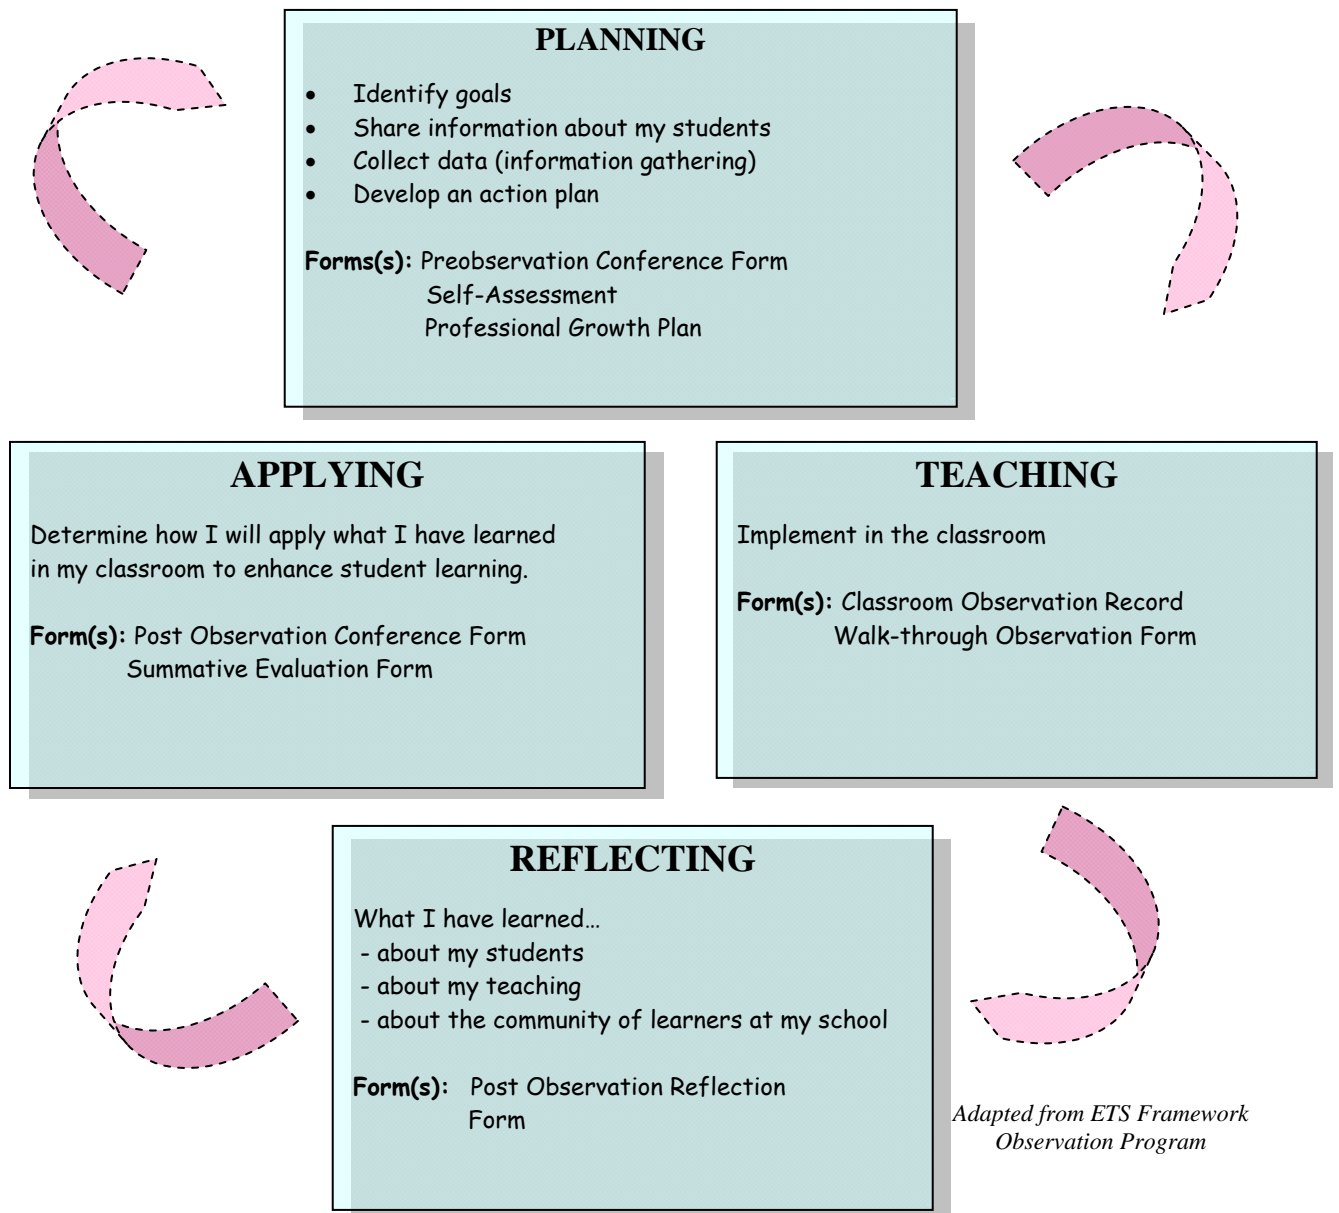 PLANNING
• Identify goals
• Share information about my students
• Collect data (information gathering)
• Develop an action plan
Forms(s): Preobservation Conference Form
Self-Assessment
Professional Growth Plan
APPLYING
Determine how I will apply what I have learned
in my classroom to enhance student learning.
Form(s): Post Observation Conference Form
Summative Evaluation Form
TEACHING
Implement in the classroom
Form(s): Classroom Observation Record
Walk-through Observation Form
REFLECTING
What I have learned…
- about my students
- about my teaching
- about the community of learners at my school
Form(s): Post Observation Reflection
Form
Adapted from ETS Framework
Observation Program